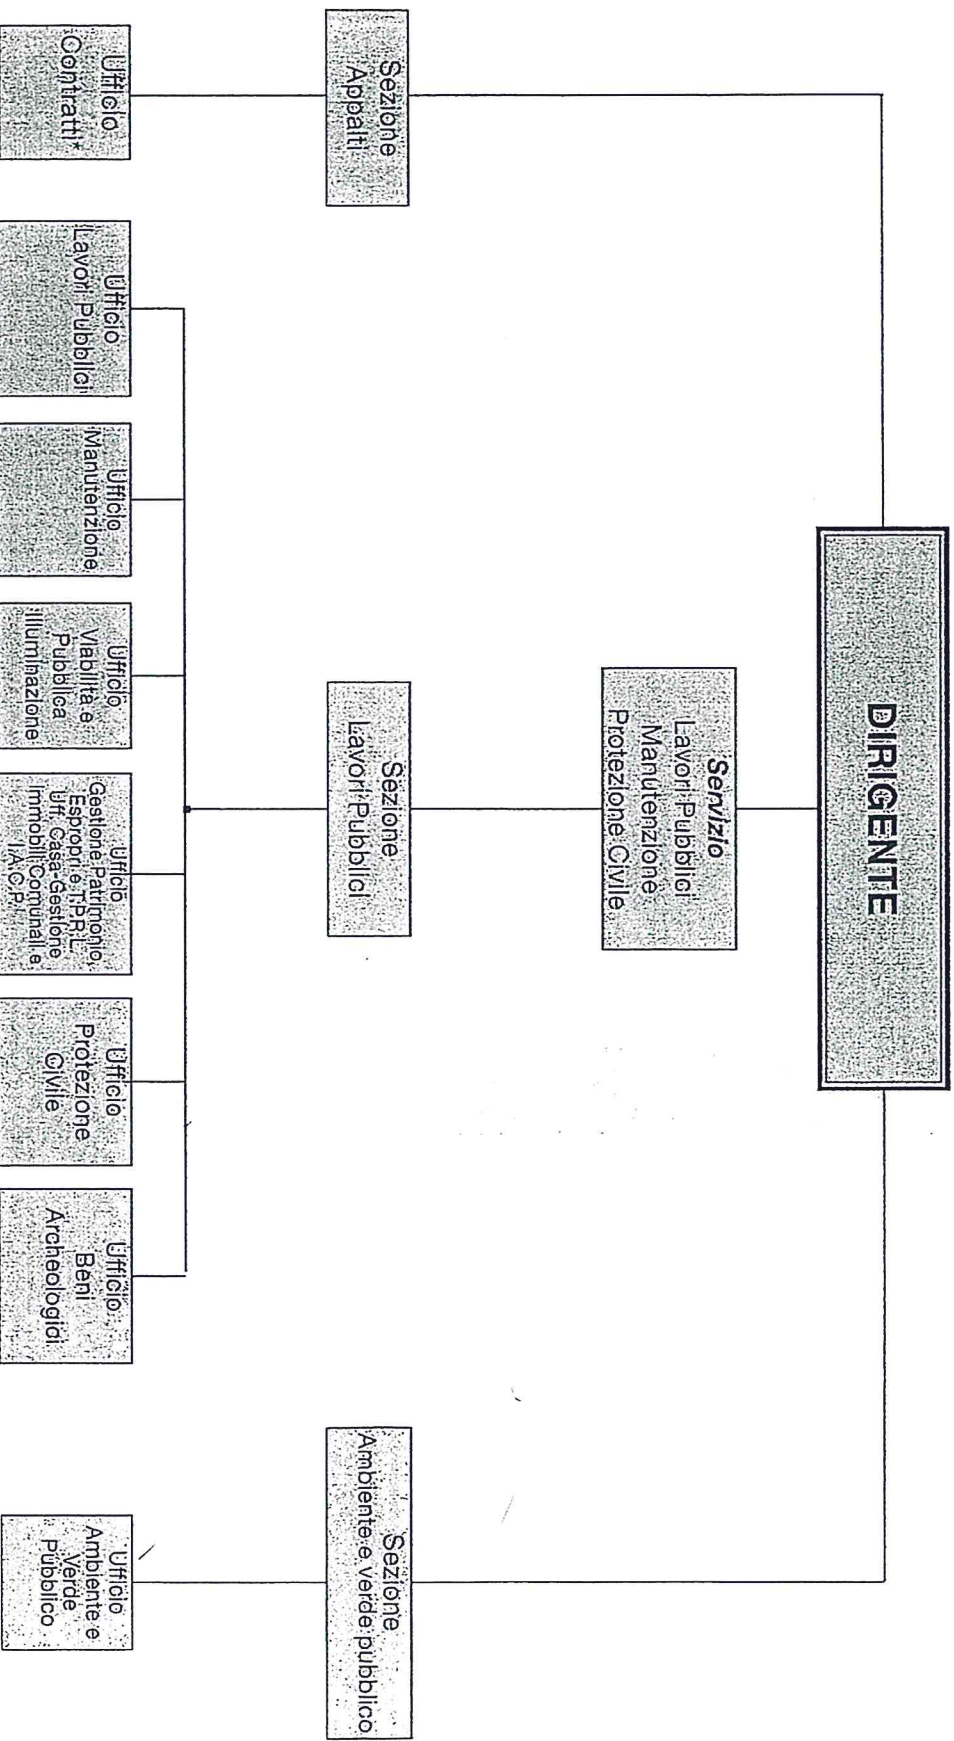 DIRIGENTE
Servizio
Lavori Pubblici
Manutenzione
Protezione Civile
Sezione
Appalti
Sezione
Lavori Pubblici
Sezione
Ambiente e verde pubblico
Ufficio
Contratti*
Ufficio
Lavori Pubblici
Ufficio
Manutenzione
Ufficio
Viabilità e
Pubblica
Illuminazione
Ufficio
Gestione Patrimonio,
Espropri e T.P.R.L.
Uff. Casa-Gestione
Immobili Comunali e
I.A.C.P.
Ufficio
Protezione
Civile
Ufficio
Beni
Archeologici
Ufficio
Ambiente e
Verde
Pubblico